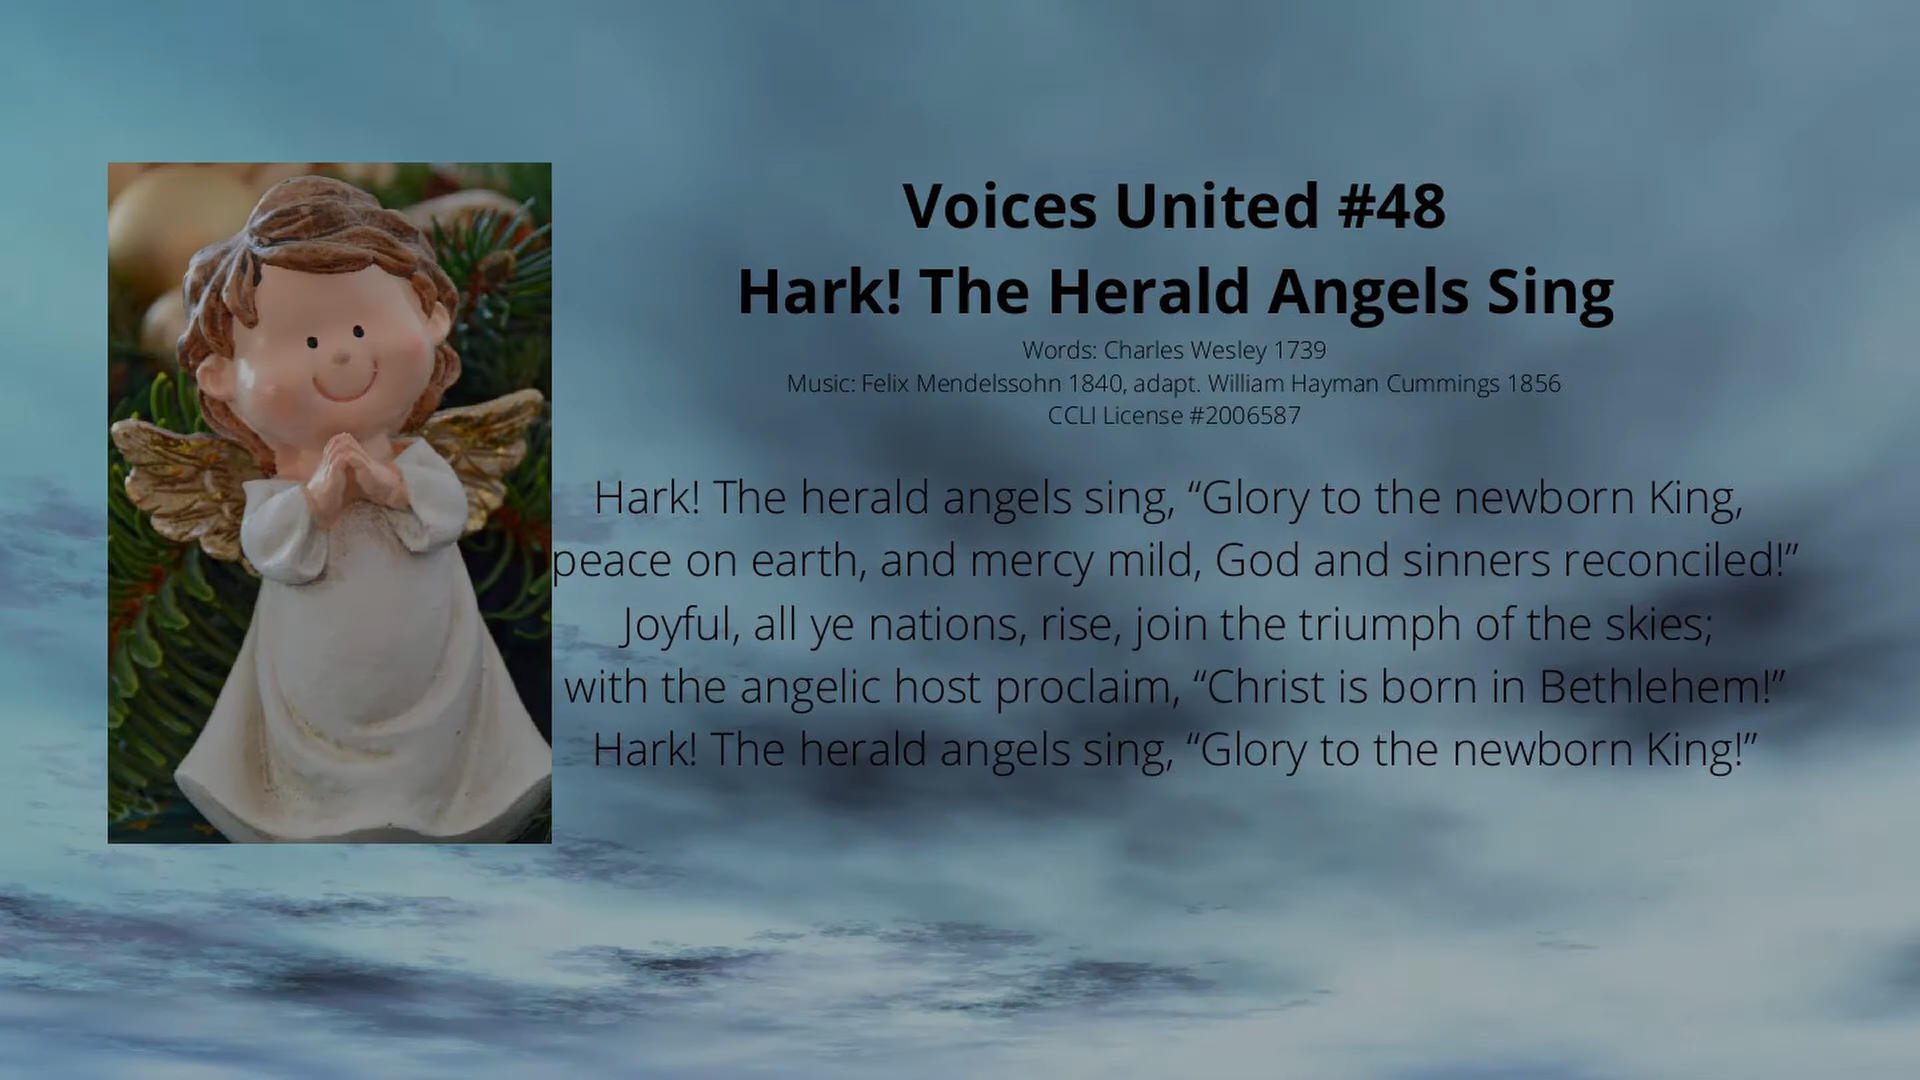 Voices United #48
Hark! The Herald Angels Sing
Words: Charles Wesley 1739
Music: Felix Mendelssohn 1840, adapt. William Hayman Cummings 1856
CCLI License #2006587
Hark! The herald angels sing, “Glory to the newborn King,
peace on earth, and mercy mild, God and sinners reconciled!”
Joyful, all ye nations, rise, join the triumph of the skies;
with the angelic host proclaim, “Christ is born in Bethlehem!”
Hark! The herald angels sing, “Glory to the newborn King!”